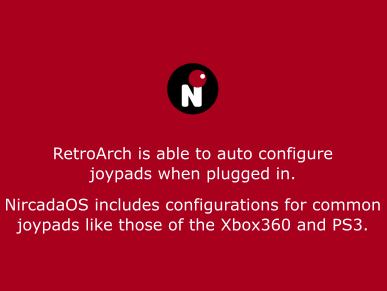 N
RetroArch is able to auto configure
joypads when plugged in.
NircadaOS includes configurations for common
joypads like those of the Xbox360 and PS3.